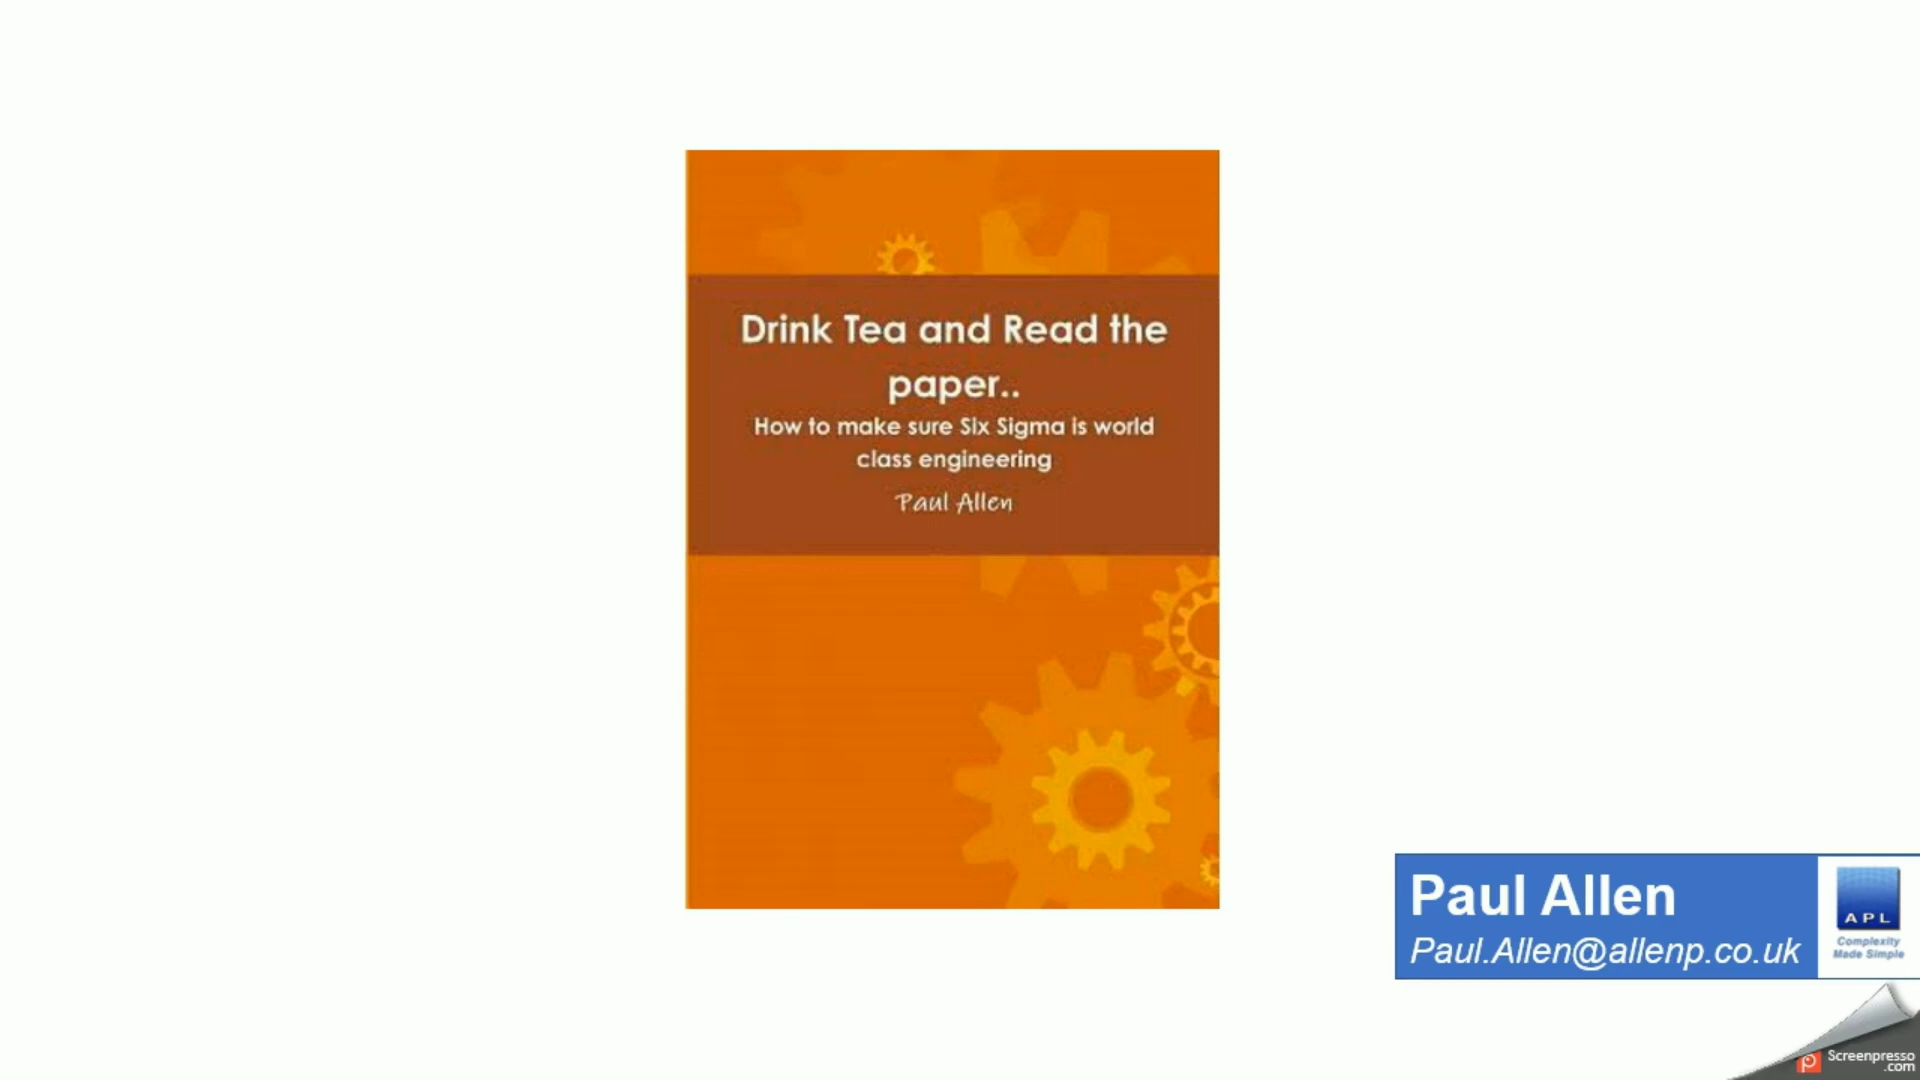 Drink Tea and Read the
paper..
How to make sure Six Sigma is world
class engineering
Paul Allen
Paul Allen
Paul.Allen@allenp.co.uk
APL
Complexity
Made Simple
Screenpresso
.com